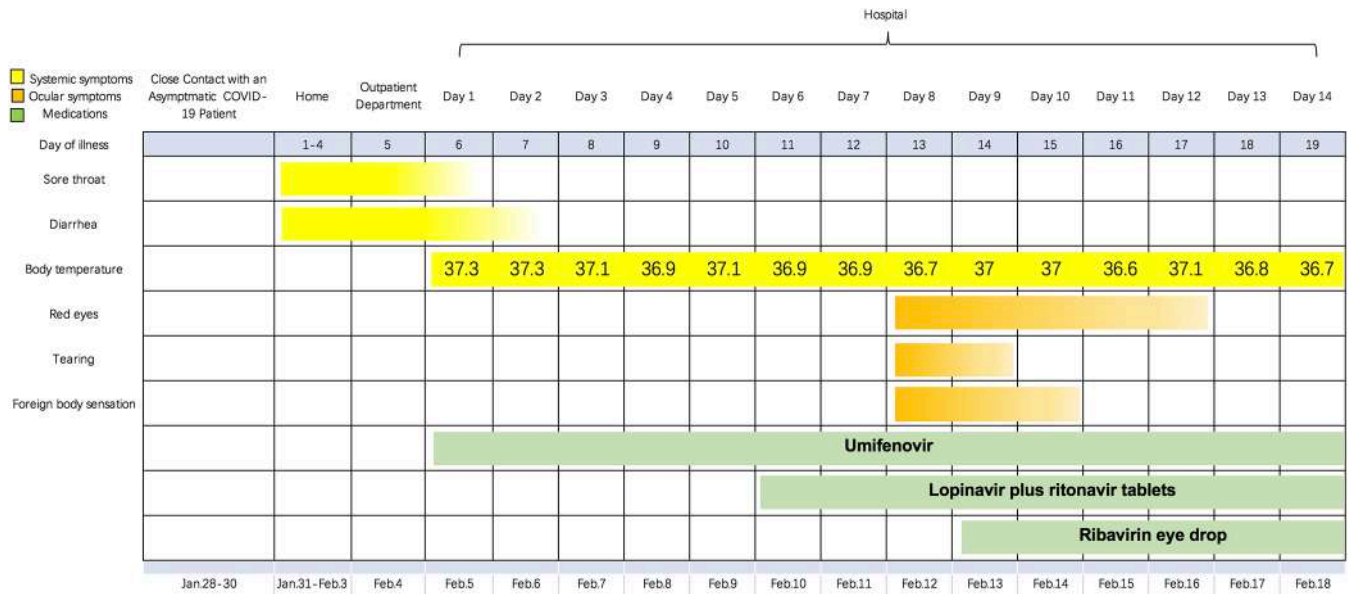 Hospital
Systemic symptoms
Ocular symptoms
Medications
Close Contact with an
Asymptmatic COVID-
19 Patient
Home
Outpatient
Department
Day 1 Day 2 Day 3 Day 4 Day 5 Day 6 Day 7 Day 8 Day 9 Day 10 Day 11 Day 12 Day 13 Day 14
Day of illness 1-4 5 6 7 8 9 10 11 12 13 14 15 16 17 18 19
Sore throat
Diarrhea
Body temperature 37.3 37.3 37.1 36.9 37.1 36.9 36.9 36.7 37 37 36.6 37.1 36.8 36.7
Red eyes
Tearing
Foreign body sensation
Umifenovir
Lopinavir plus ritonavir tablets
Ribavirin eye drop
Jan.28-30 Jan.31-Feb.3 Feb.4 Feb.5 Feb.6 Feb.7 Feb.8 Feb.9 Feb.10 Feb.11 Feb.12 Feb.13 Feb.14 Feb.15 Feb.16 Feb.17 Feb.18